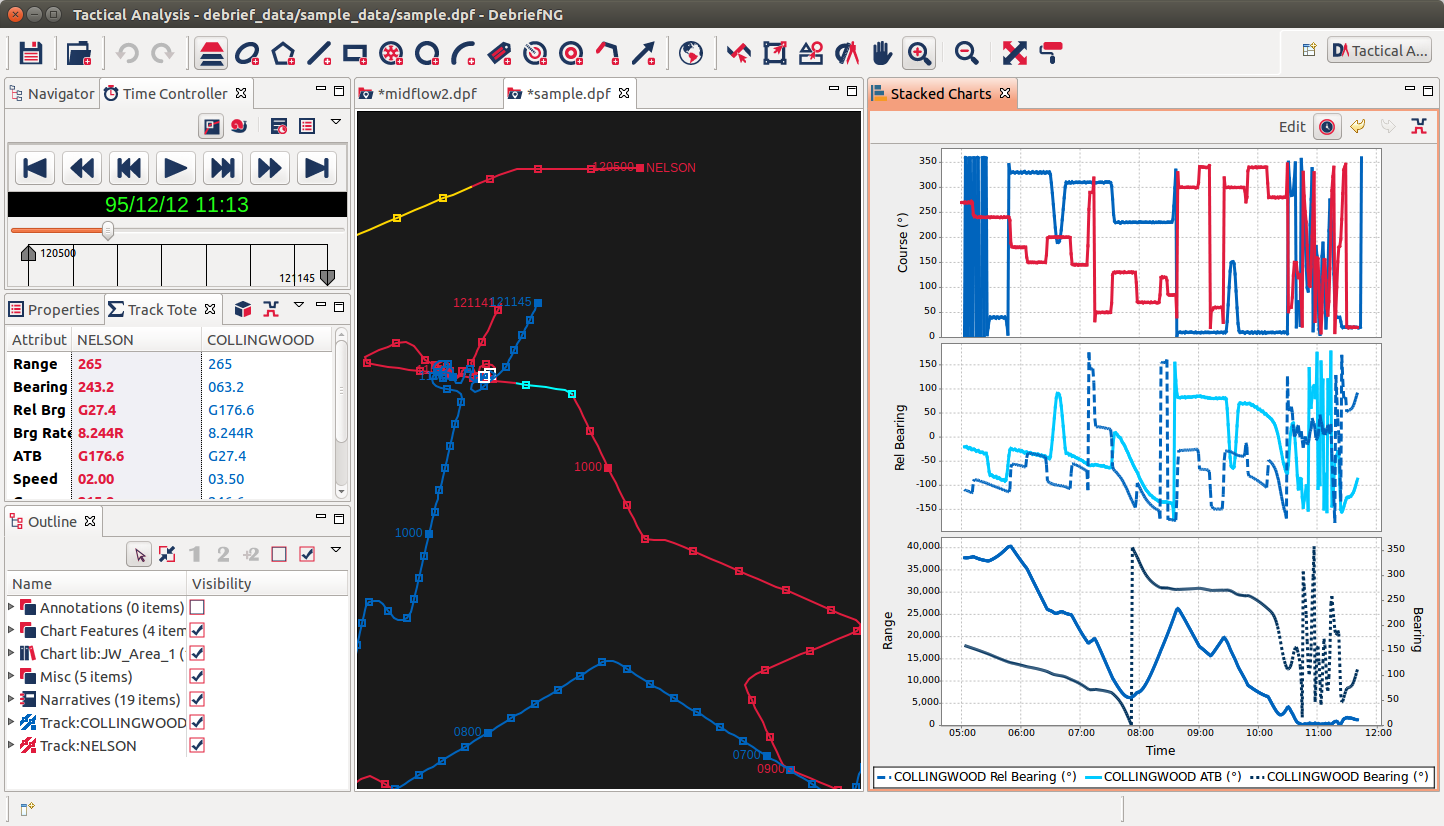 Tactical Analysis - debrief_data/sample_data/sample.dpf - DebriefNG
Tactical A...
Navigator
Time Controller
95/12/12 11:13
120500
121145
Properties
Track Tote
Attribut NELSON COLLINGWOOD
Range 265 265
Bearing 243.2 063.2
Rel Brg G27.4 G176.6
Brg Rate 8.244R 8.244R
ATB G176.6 G27.4
Speed 02.00 03.50
Outline
1 2 +2
Name Visibility
Annotations (0 items)
Chart Features (4 item
Chart lib:JW_Area_1 (
Misc (5 items)
Narratives (19 items)
Track:COLLINGWOOD
Track:NELSON
*midflow2.dpf
*sample.dpf
120500 NELSON
121141
121145
1000
1000
0800
0700
0900
Stacked Charts
Edit
Course (°)
350
300
250
200
150
100
50
0
Rel Bearing
150
100
50
0
-50
-100
-150
Range
40,000
35,000
30,000
25,000
20,000
15,000
10,000
5,000
0
Bearing
350
300
250
200
150
100
50
0
05:00 06:00 07:00 08:00 09:00 10:00 11:00 12:00
Time
COLLINGWOOD Rel Bearing (°) COLLINGWOOD ATB (°) COLLINGWOOD Bearing (°)